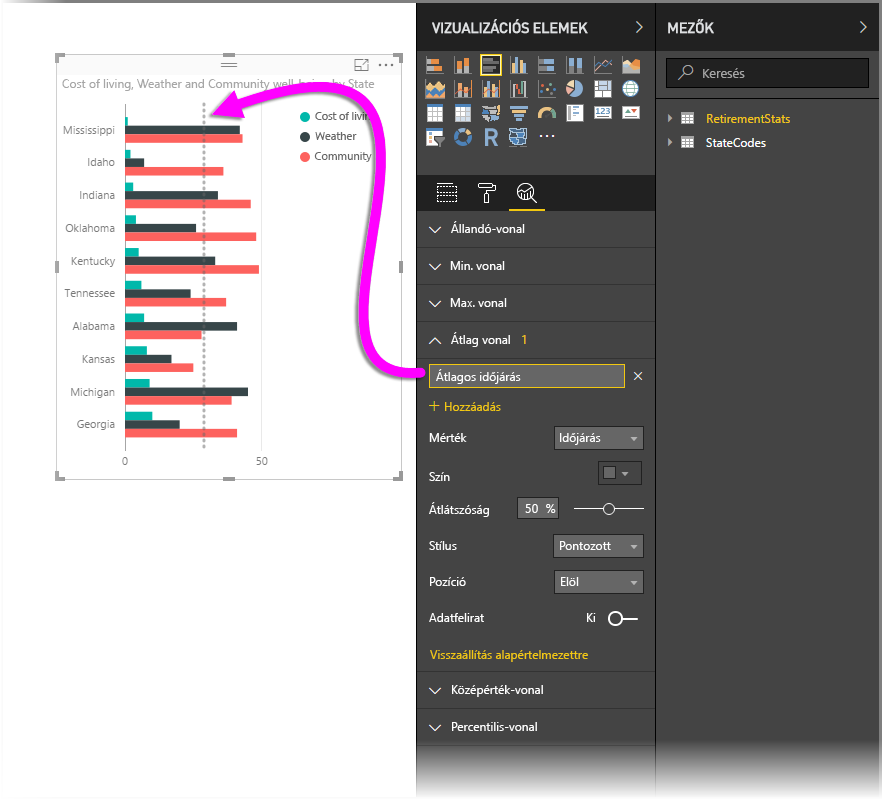 VIZUALIZÁCIÓS ELEMEK
MEZŐK
Keresés
RetirementStats
StateCodes
Cost of living, Weather and Community well-being by State
Cost of livin
Weather
Community
Mississippi
Idaho
Indiana
Oklahoma
Kentucky
Tennessee
Alabama
Kansas
Michigan
Georgia
0 50
R
123
Állandó-vonal
Min. vonal
Max. vonal
Átlag vonal 1
Átlagos időjárás
Hozzáadás
Mérték Időjárás
Szín
Átlátszóság 50 %
Stílus Pontozott
Pozíció Elöl
Adatfelirat Ki
Visszaállítás alapértelmezettre
Középérték-vonal
Percentilis-vonal